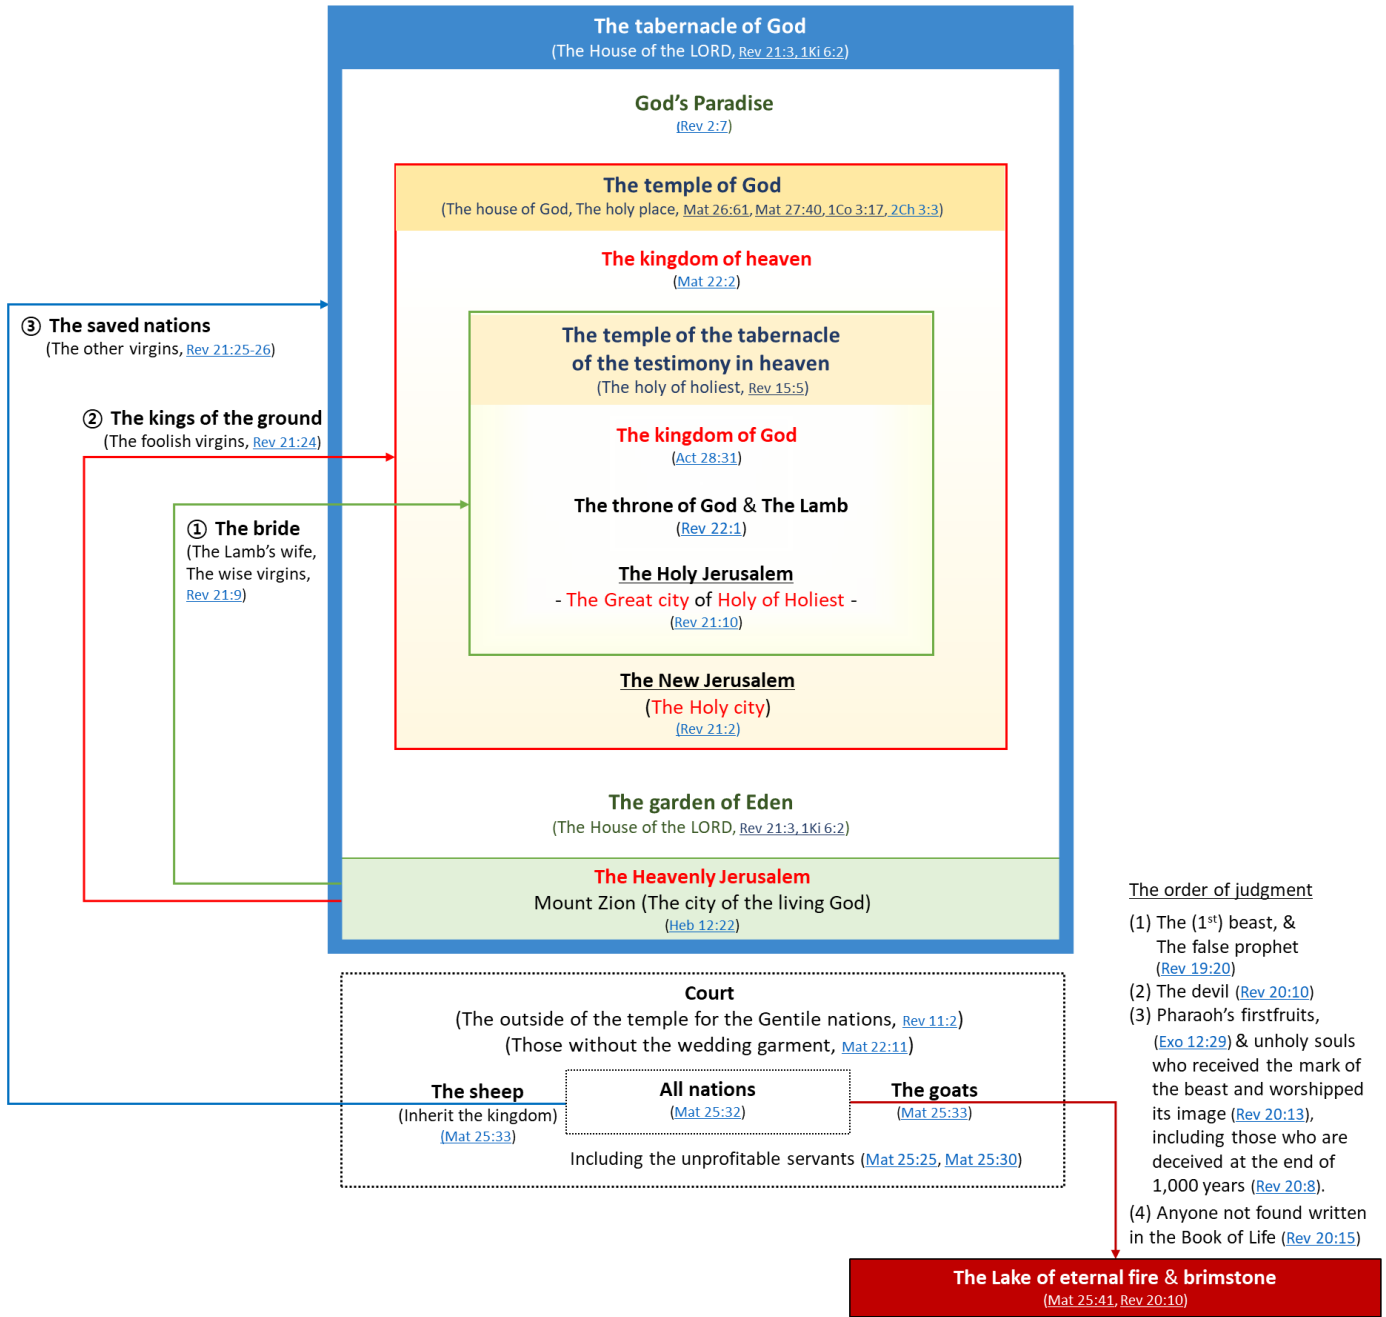 The tabernacle of God
(The House of the LORD, Rev 21:3, 1Ki 6:2)
God's Paradise
(Rev 2:7)
The temple of God
(The house of God, The holy place, Mat 26:61, Mat 27:40, 1Co 3:17, 2Ch 3:3)
The kingdom of heaven
(Mat 22:2)
The temple of the tabernacle
of the testimony in heaven
(The holy of holiest, Rev 15:5)
The kingdom of God
(Act 28:31)
The throne of God & The Lamb
(Rev 22:1)
The Holy Jerusalem
- The Great city of Holy of Holiest -
(Rev 21:10)
The New Jerusalem
(The Holy city)
(Rev 21:2)
The garden of Eden
(The House of the LORD, Rev 21:3, 1Ki 6:2)
The Heavenly Jerusalem
Mount Zion (The city of the living God)
(Heb 12:22)
③ The saved nations
(The other virgins, Rev 21:25-26)
② The kings of the ground
(The foolish virgins, Rev 21:24)
① The bride
(The Lamb's wife,
The wise virgins,
Rev 21:9)
Court
(The outside of the temple for the Gentile nations, Rev 11:2)
(Those without the wedding garment, Mat 22:11)
The sheep
(Inherit the kingdom)
(Mat 25:33)
All nations
(Mat 25:32)
The goats
(Mat 25:33)
Including the unprofitable servants (Mat 25:25, Mat 25:30)
The order of judgment
(1) The (1st) beast, &
The false prophet
(Rev 19:20)
(2) The devil (Rev 20:10)
(3) Pharaoh's firstfruits,
(Exo 12:29) & unholy souls
who received the mark of
the beast and worshipped
its image (Rev 20:13),
including those who are
deceived at the end of
1,000 years (Rev 20:8).
(4) Anyone not found written
in the Book of Life (Rev 20:15)
The Lake of eternal fire & brimstone
(Mat 25:41, Rev 20:10)